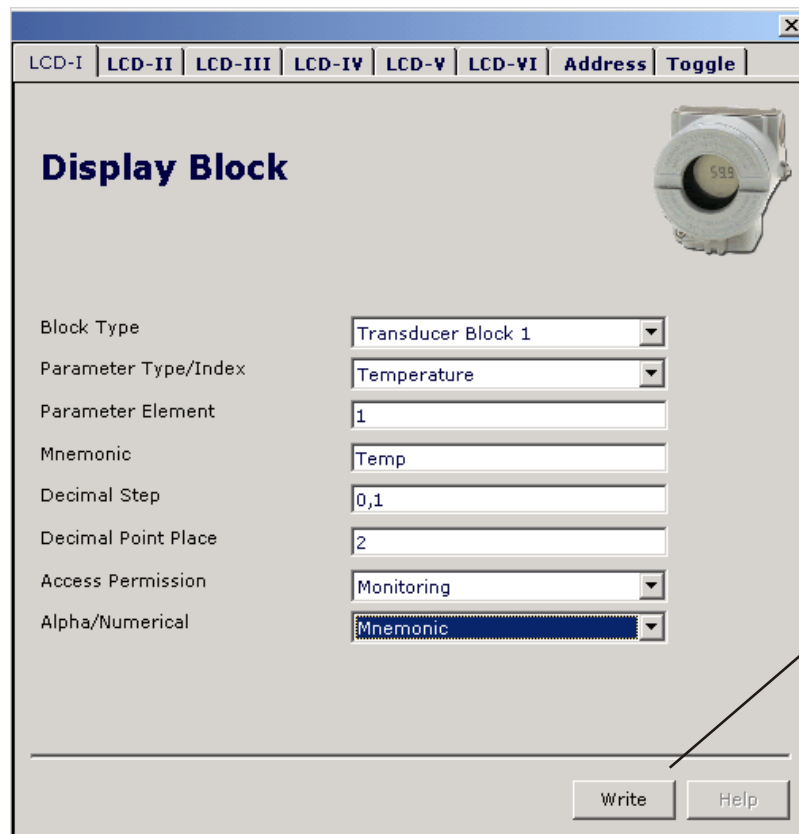 LCD-I LCD-II LCD-III LCD-IV LCD-V LCD-VI Address Toggle
Display Block
59.9
Block Type Transducer Block 1
Parameter Type/Index Temperature
Parameter Element 1
Mnemonic Temp
Decimal Step 0,1
Decimal Point Place 2
Access Permission Monitoring
Alpha/Numerical Mnemonic
Write Help